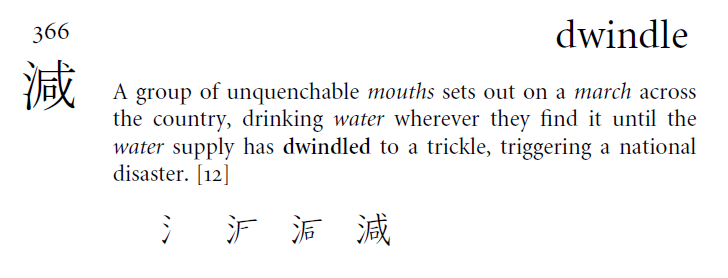 366
dwindle
減
A group of unquenchable mouths sets out on a march across
the country, drinking water wherever they find it until the
water supply has dwindled to a trickle, triggering a national
disaster. [12]
氵 沪 洉 減